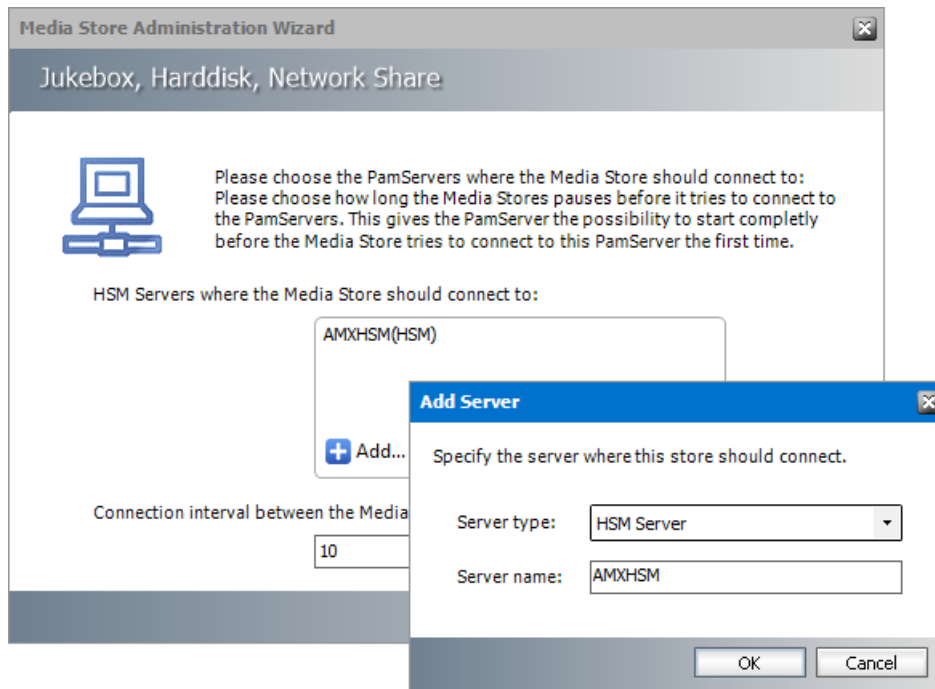 Media Store Administration Wizard
Jukebox, Harddisk, Network Share
Please choose the PamServers where the Media Store should connect to:
Please choose how long the Media Stores pauses before it tries to connect to
the PamServers. This gives the PamServer the possibility to start completly
before the Media Store tries to connect to this PamServer the first time.
HSM Servers where the Media Store should connect to:
AMXHSM(HSM)
Add...
Connection interval between the Media
10
Add Server
Specify the server where this store should connect.
Server type:
HSM Server
Server name:
AMXHSM
OK
Cancel